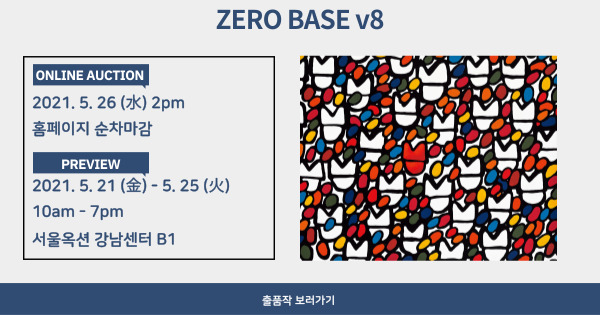 ZERO BASE v8
ONLINE AUCTION
2021. 5. 26 (水) 2pm
홈페이지 순차마감
PREVIEW
2021. 5. 21 (金) - 5. 25 (火)
10am - 7pm
서울옥션 강남센터 B1
출품작 보러가기